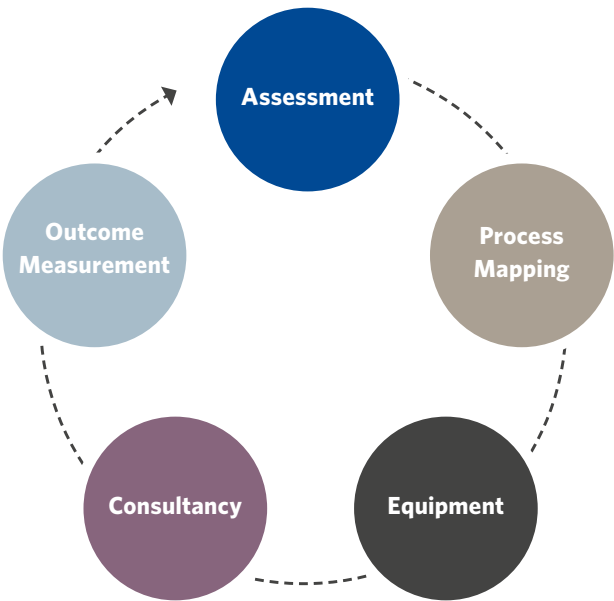 Assessment
Process
Mapping
Equipment
Consultancy
Outcome
Measurement